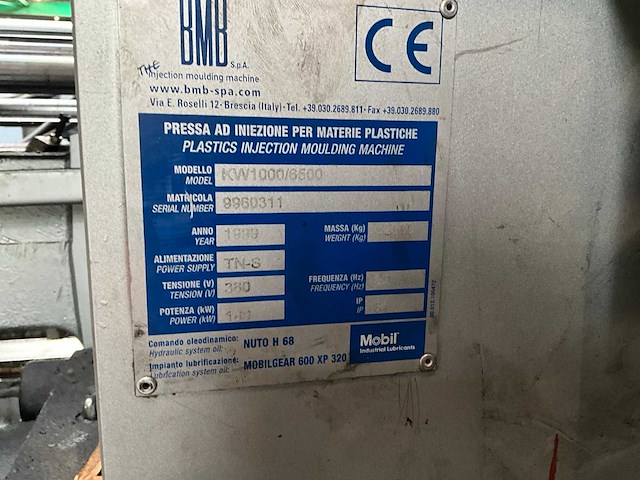 BMB S.p.A.
THE
injection moulding machine
www.bmb-spa.com
Via E. Roselli 12 - Brescia (Italy) - Tel. +39.030.2689.811 - Fax +39.030.2689.880
CE
PRESSA AD INIEZIONE PER MATERIE PLASTICHE
PLASTICS INJECTION MOULDING MACHINE
MODELLO
MODEL
KW1000/6500
MATRICOLA
SERIAL NUMBER
9960311
ANNO
YEAR
1999
MASSA (Kg)
WEIGHT (Kg)
ALIMENTAZIONE
POWER SUPPLY
TN-S
TENSIONE (V)
TENSION (V)
380
FREQUENZA (Hz)
FREQUENCY (Hz)
POTENZA (kW)
POWER (kW)
IP
IP
Comando oleodinamico:
Hydraulic system oil:
NUTO H 68
Impianto lubrificazione:
Lubrication system oil:
MOBILGEAR 600 XP 320
Mobil
Industrial Lubricants